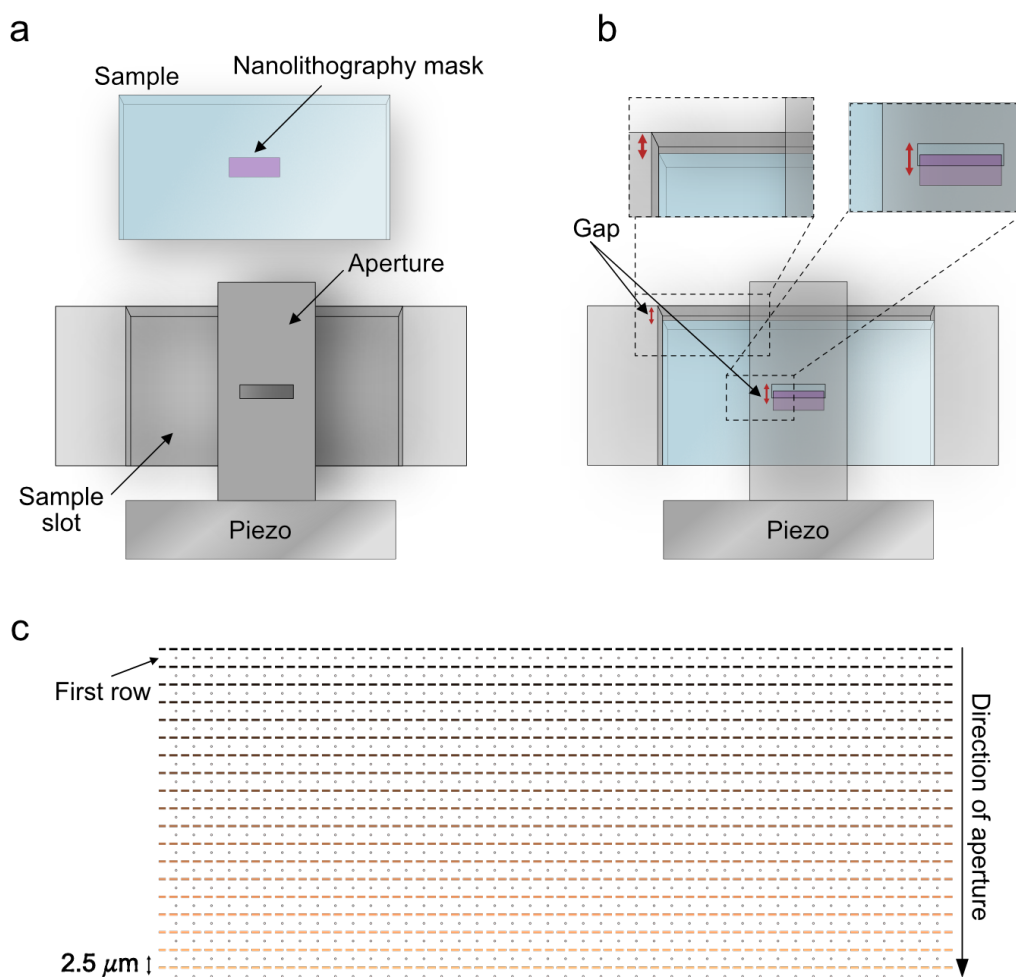 a
b
Nanolithography mask
Sample
Gap
Aperture
Sample
slot
Piezo
Piezo
c
First row
Direction of aperture
2.5 μm